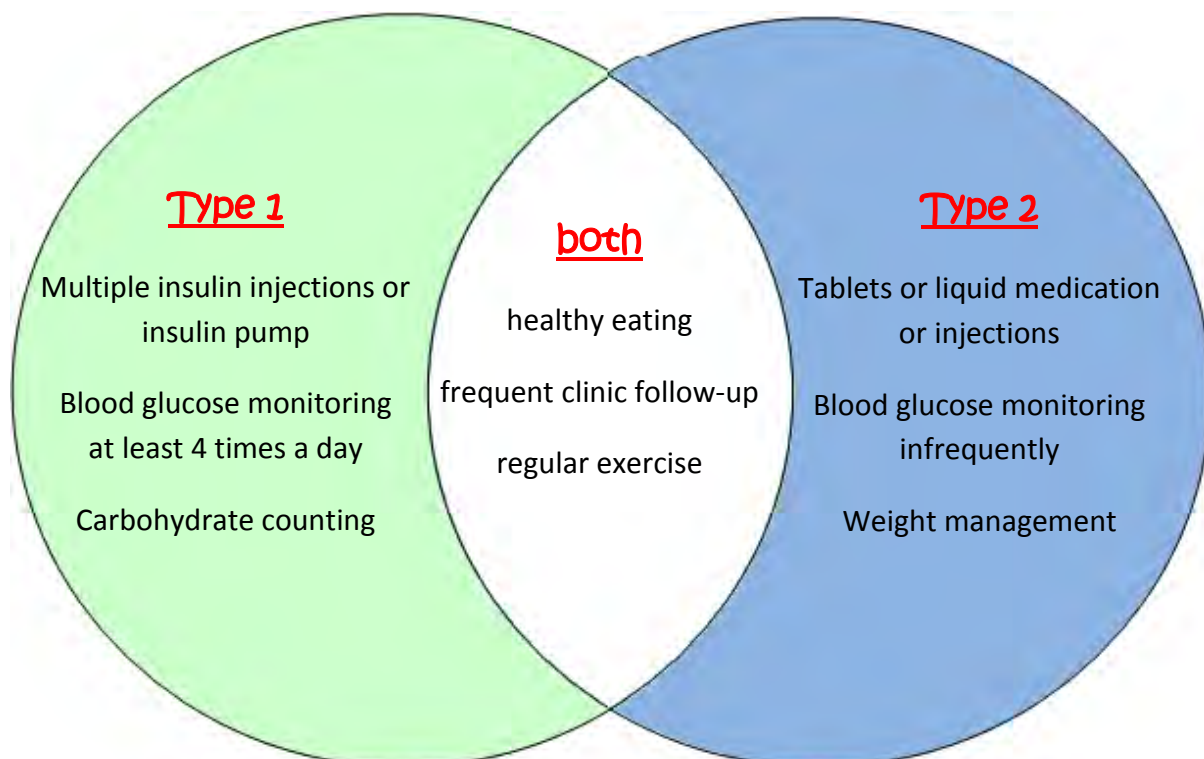 Type 1
Multiple insulin injections or
insulin pump
Blood glucose monitoring
at least 4 times a day
Carbohydrate counting
both
healthy eating
frequent clinic follow-up
regular exercise
Type 2
Tablets or liquid medication
or injections
Blood glucose monitoring
infrequently
Weight management